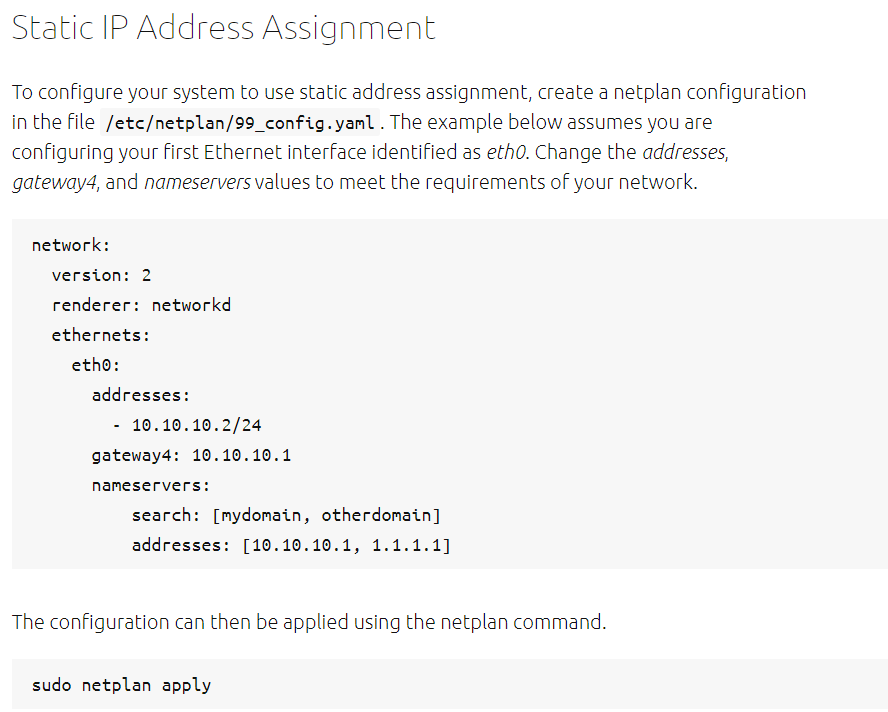 Static IP Address Assignment
To configure your system to use static address assignment, create a netplan configuration
in the file /etc/netplan/99_config.yaml. The example below assumes you are
configuring your first Ethernet interface identified as eth0. Change the addresses,
gateway4, and nameservers values to meet the requirements of your network.
network:
  version: 2
  renderer: networkd
  ethernets:
    eth0:
      addresses:
        - 10.10.10.2/24
      gateway4: 10.10.10.1
      nameservers:
          search: [mydomain, otherdomain]
          addresses: [10.10.10.1, 1.1.1.1]
The configuration can then be applied using the netplan command.
sudo netplan apply